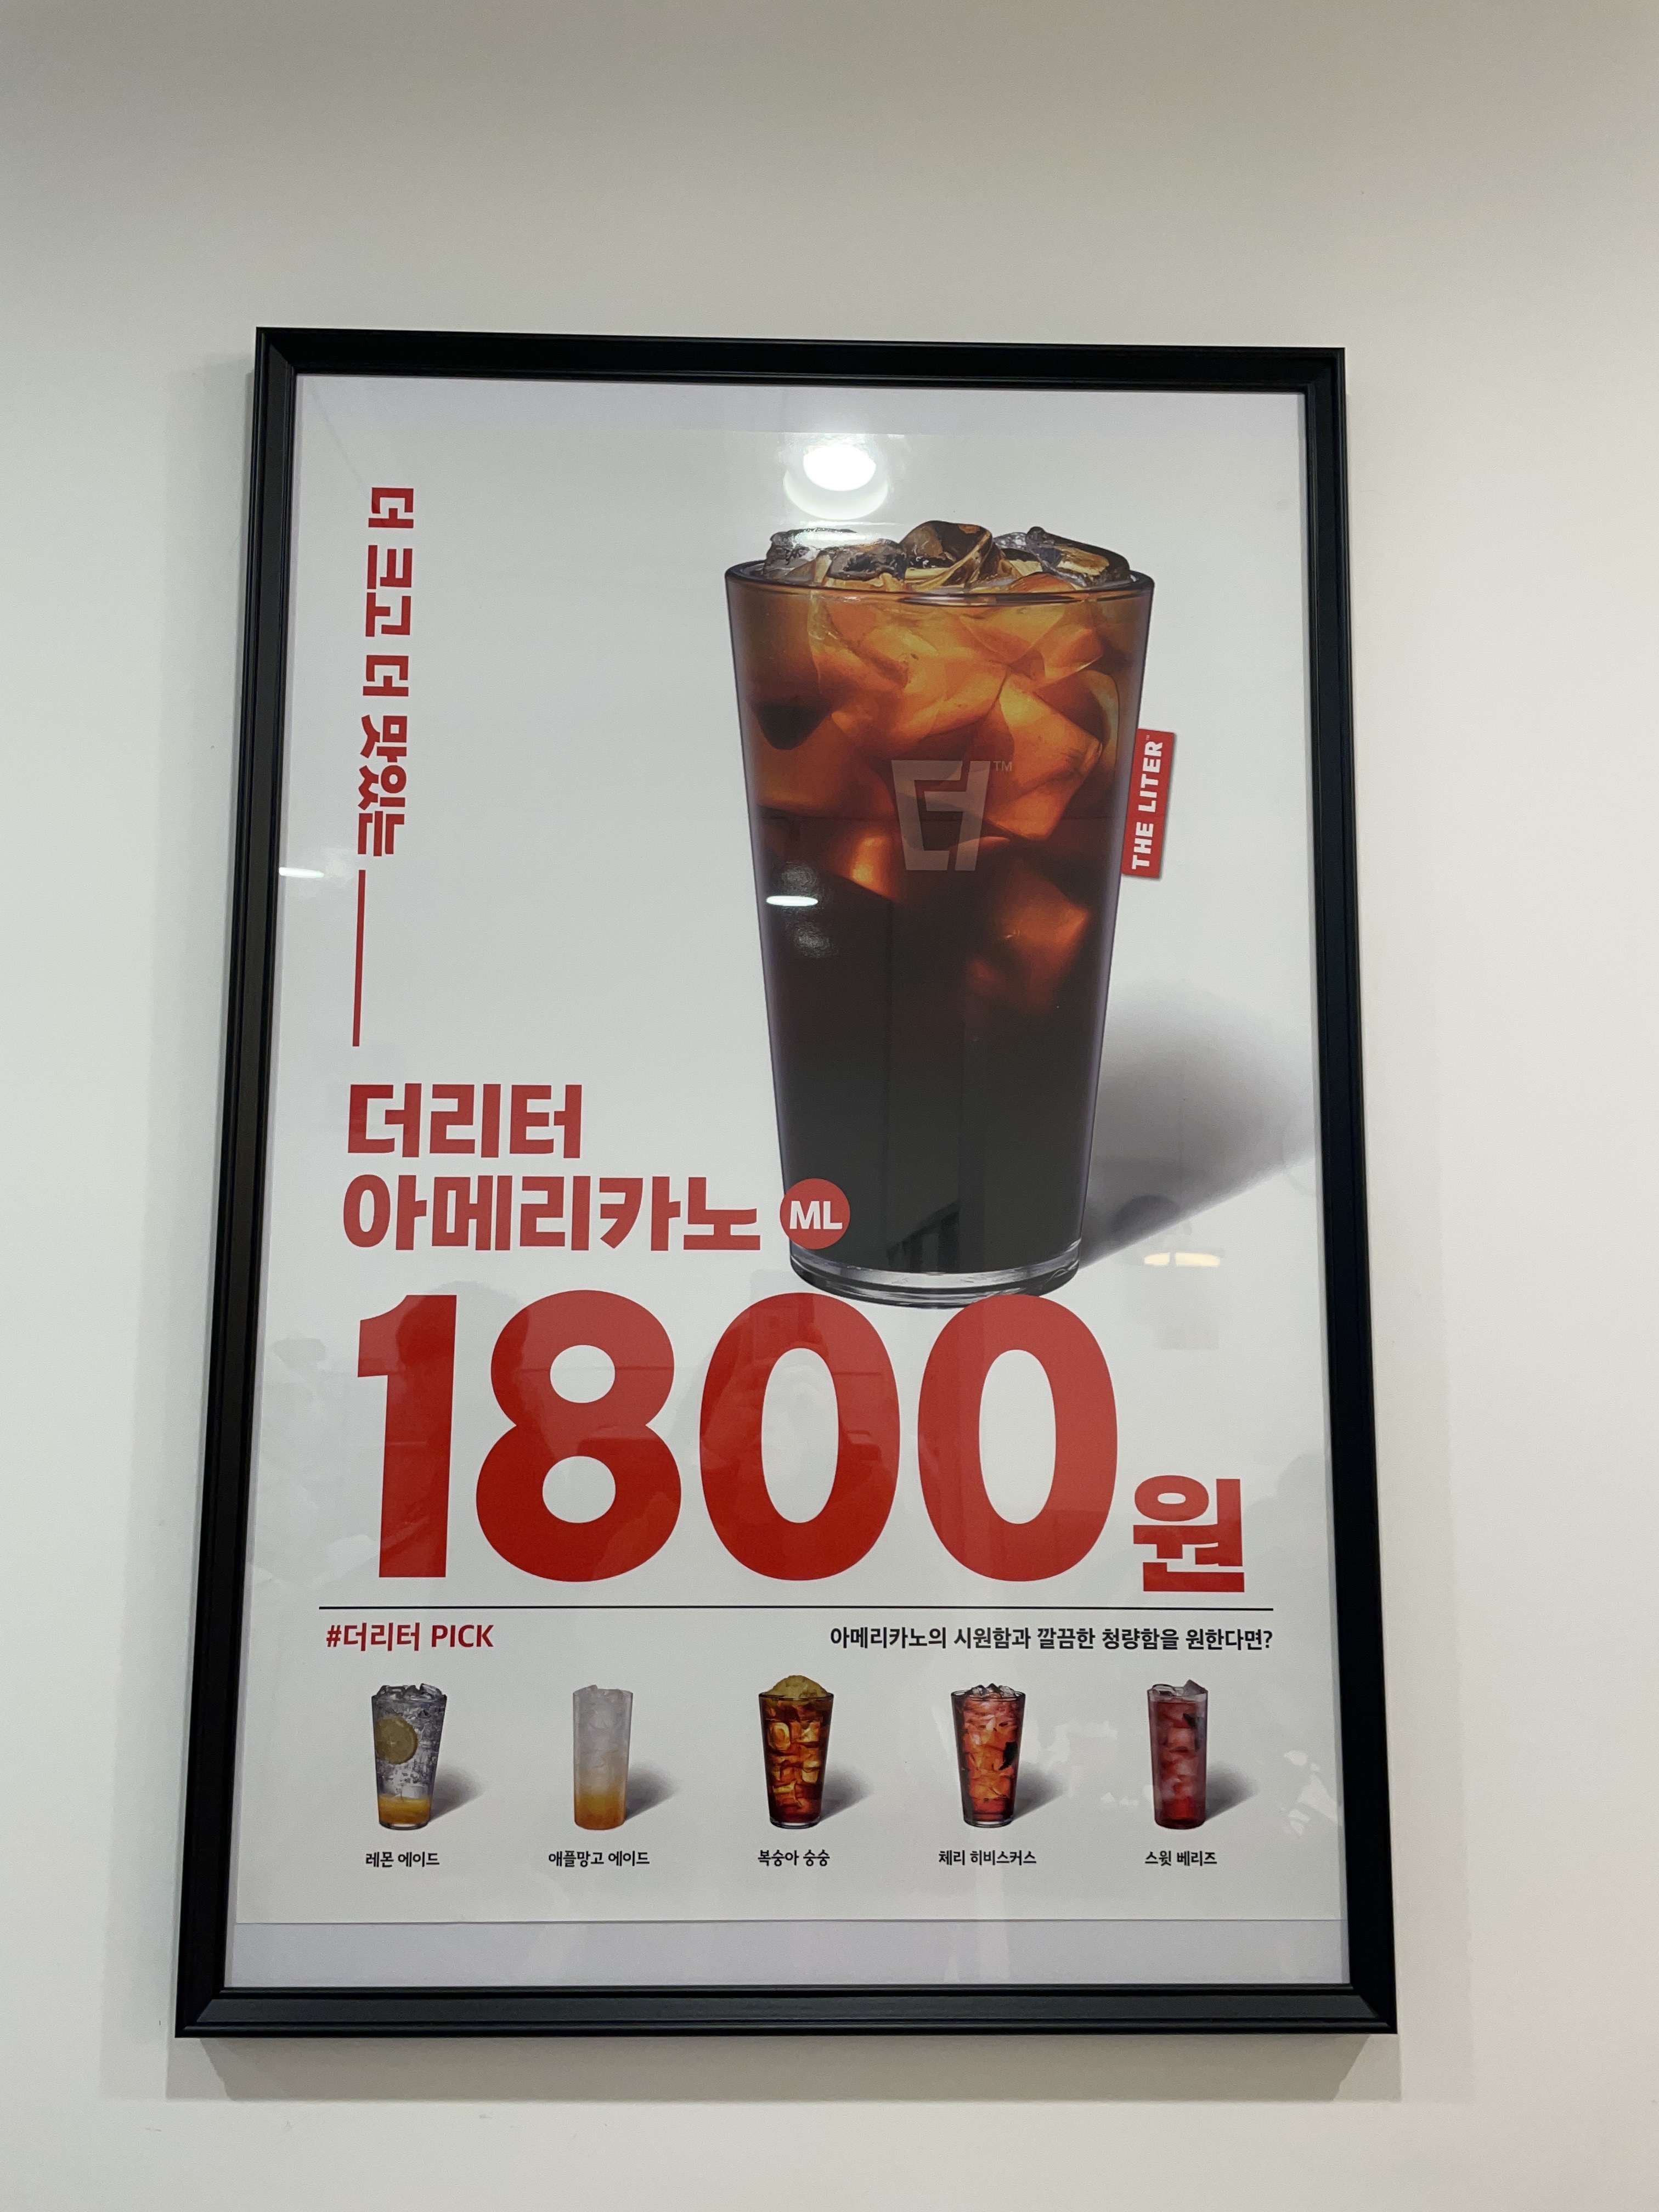 더 크고 더 맛있는
더™
THE LITER™
더리터
아메리카노 ML
1800원
#더리터 PICK
아메리카노의 시원함과 깔끔한 청량함을 원한다면?
레몬 에이드
애플망고 에이드
복숭아 숭숭
체리 히비스커스
스윗 베리즈